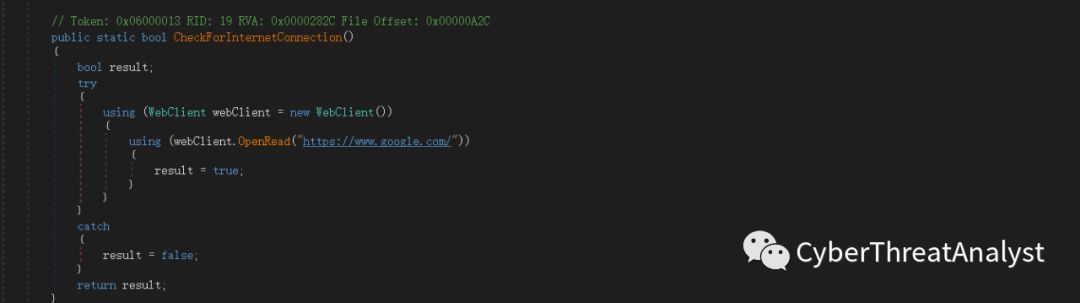 // Token: 0x06000013 RID: 19 RVA: 0x0000282C File Offset: 0x00000A2C
public static bool CheckForInternetConnection()
{
bool result;
try
{
using (WebClient webClient = new WebClient())
{
using (webClient.OpenRead("https://www.google.com/"))
{
result = true;
}
}
}
catch
{
result = false;
}
return result;
}
CyberThreatAnalyst